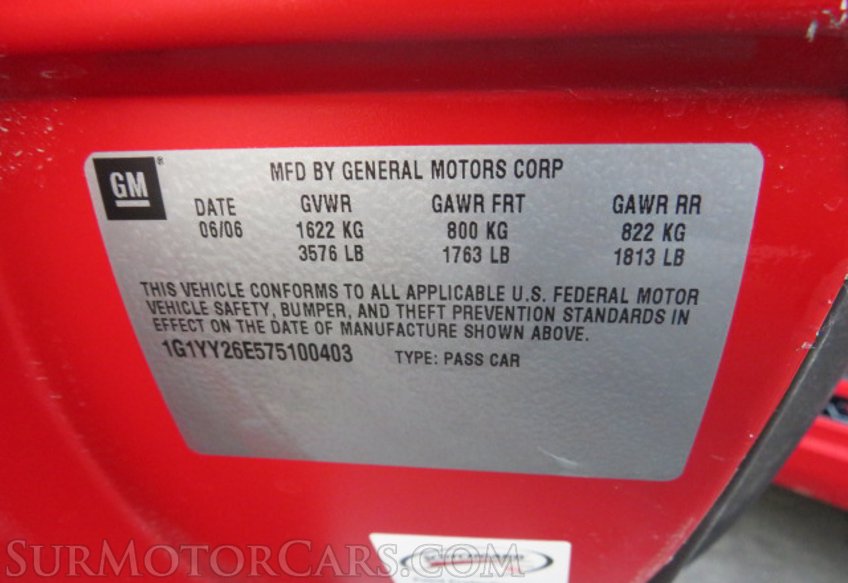 GM®
MFD BY GENERAL MOTORS CORP
DATE GVWR GAWR FRT GAWR RR
06/06 1622 KG 800 KG 822 KG
3576 LB 1763 LB 1813 LB
THIS VEHICLE CONFORMS TO ALL APPLICABLE U.S. FEDERAL MOTOR
VEHICLE SAFETY, BUMPER, AND THEFT PREVENTION STANDARDS IN
EFFECT ON THE DATE OF MANUFACTURE SHOWN ABOVE.
1G1YY26E575100403 TYPE: PASS CAR
SurMotorCars.com